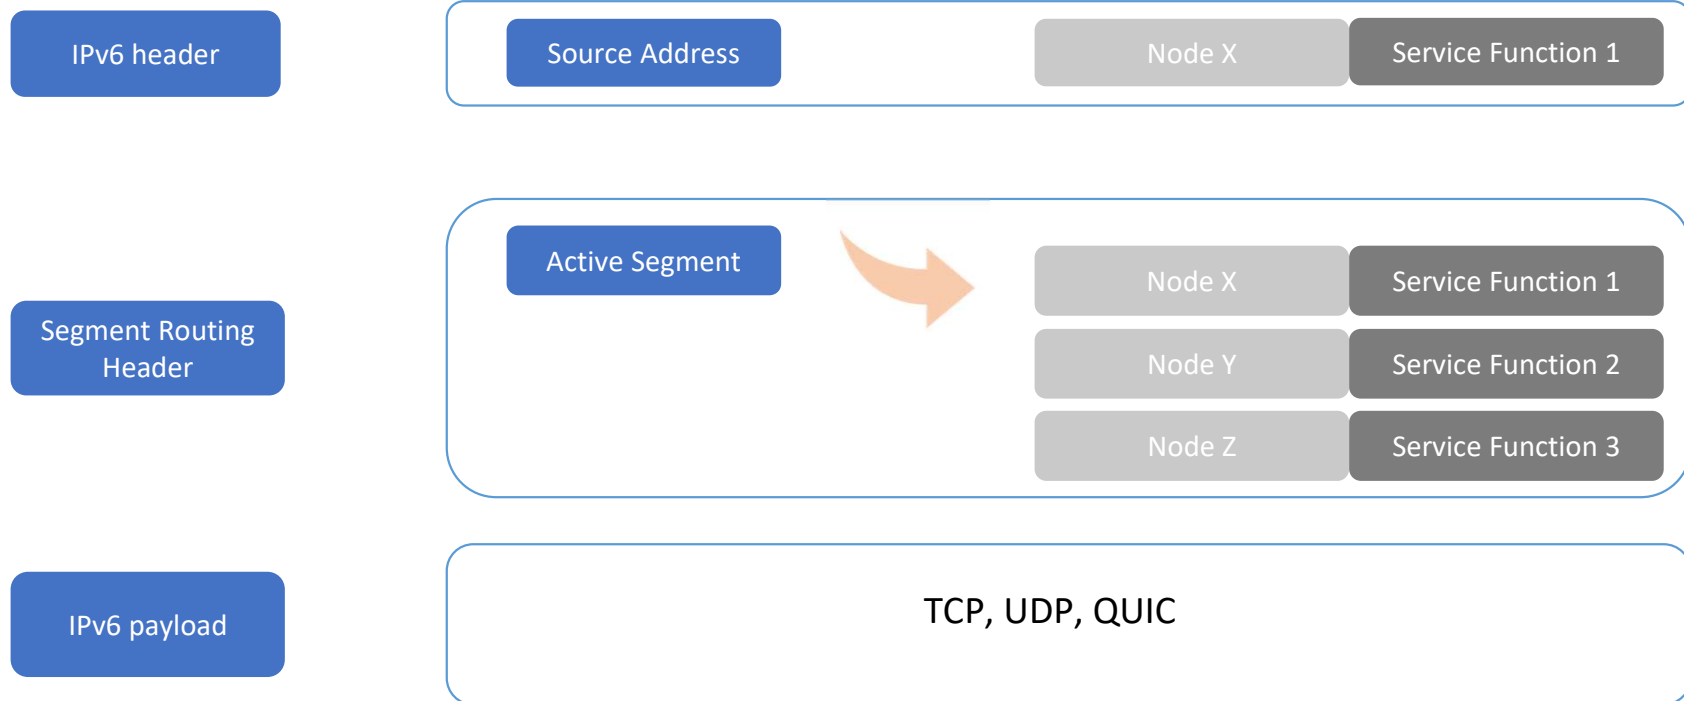 IPv6 header
Source Address
Node X
Service Function 1
Segment Routing
Header
Active Segment
Node X
Service Function 1
Node Y
Service Function 2
Node Z
Service Function 3
IPv6 payload
TCP, UDP, QUIC